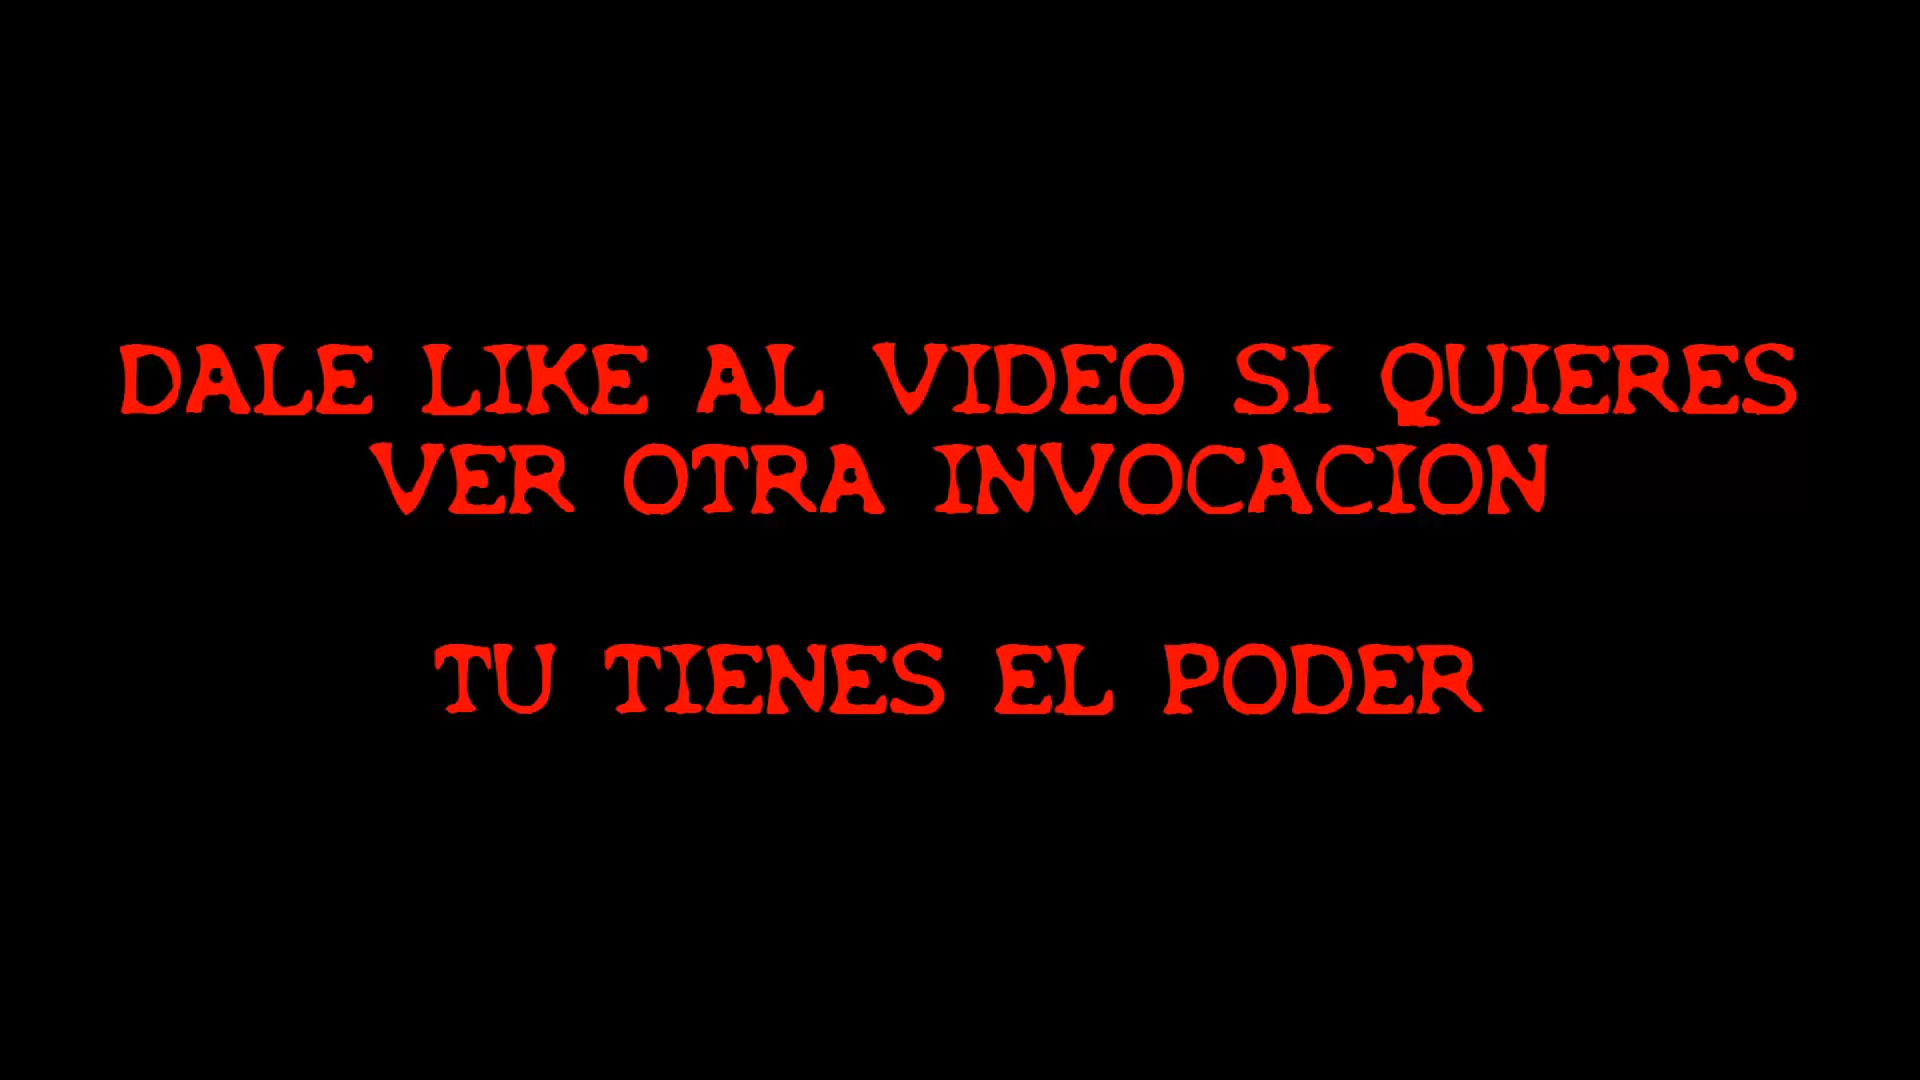 DALE LIKE AL VIDEO SI QUIERES
VER OTRA INVOCACION
TU TIENES EL PODER